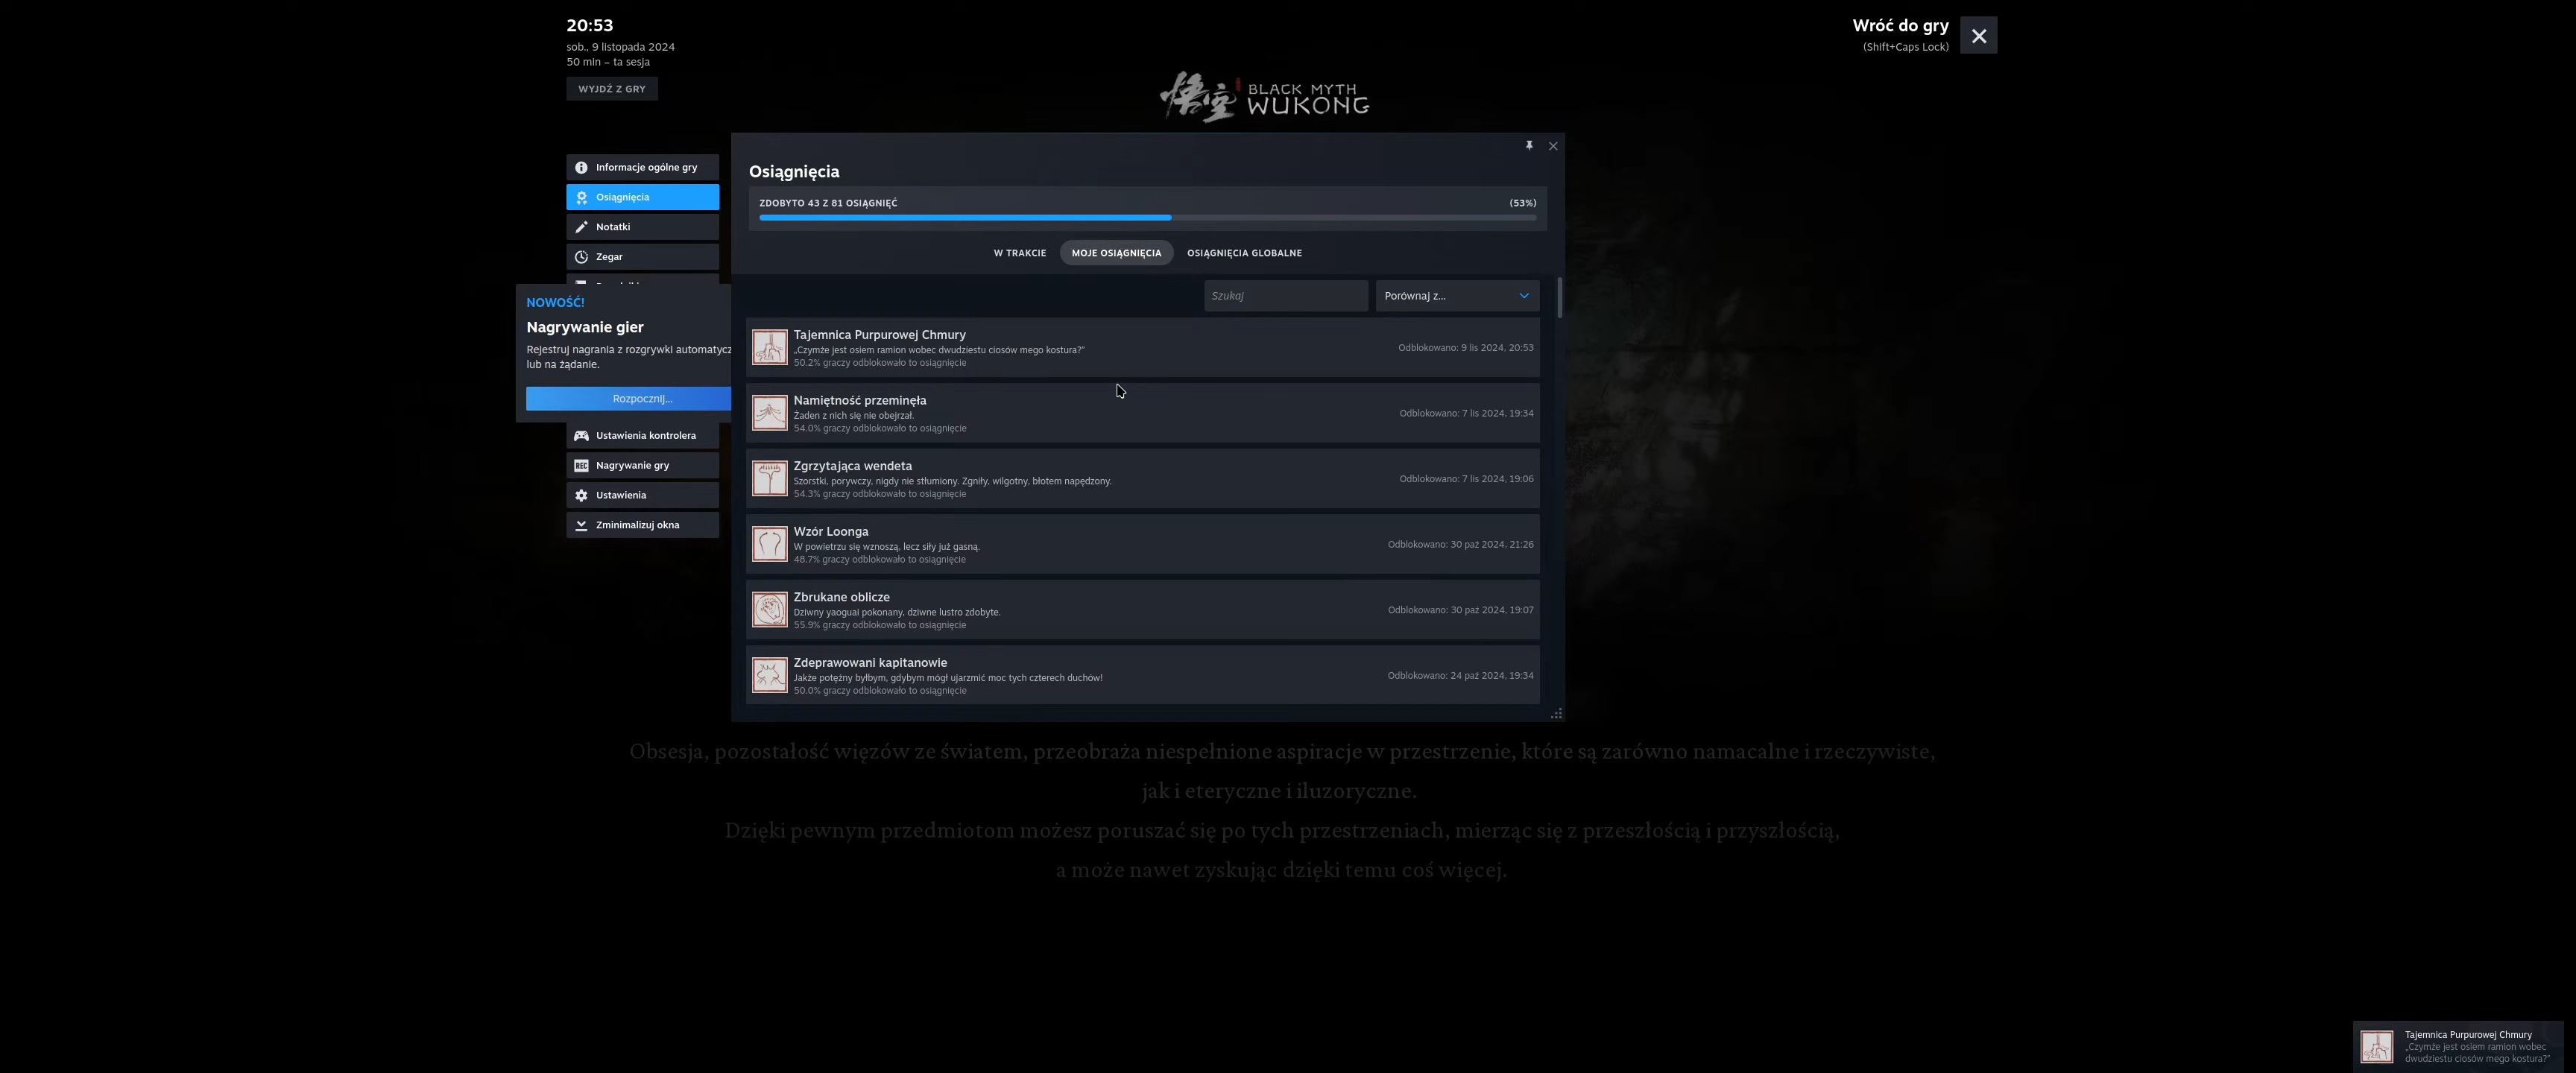 20:53
sob., 9 listopada 2024
50 min – ta sesja
WYJDŹ Z GRY
Wróć do gry
(Shift+Caps Lock)
悟空
BLACK MYTH
WUKONG
Informacje ogólne gry
Osiągnięcia
Notatki
Zegar
NOWOŚĆ!
Nagrywanie gier
Rejestruj nagrania z rozgrywki automatycz
lub na żądanie.
Rozpocznij...
Ustawienia kontrolera
REC Nagrywanie gry
Ustawienia
Zminimalizuj okna
Osiągnięcia
ZDOBYTO 43 Z 81 OSIĄGNIĘĆ (53%)
W TRAKCIE MOJE OSIĄGNIĘCIA OSIĄGNIĘCIA GLOBALNE
Szukaj Porównaj z...
Tajemnica Purpurowej Chmury
„Czymże jest osiem ramion wobec dwudziestu ciosów mego kostura?”
50.2% graczy odblokowało to osiągnięcie
Odblokowano: 9 lis 2024, 20:53
Namiętność przeminęła
Żaden z nich się nie obejrzał.
54.0% graczy odblokowało to osiągnięcie
Odblokowano: 7 lis 2024, 19:34
Zgrzytająca wendeta
Szorstki, porywczy, nigdy nie stłumiony. Zgniły, wilgotny, błotem napędzony.
54.3% graczy odblokowało to osiągnięcie
Odblokowano: 7 lis 2024, 19:06
Wzór Loonga
W powietrzu się wznoszą, lecz siły już gasną.
48.7% graczy odblokowało to osiągnięcie
Odblokowano: 30 paź 2024, 21:26
Zbrukane oblicze
Dziwny yaoguai pokonany, dziwne lustro zdobyte.
55.9% graczy odblokowało to osiągnięcie
Odblokowano: 30 paź 2024, 19:07
Zdeprawowani kapitanowie
Jakże potężny byłbym, gdybym mógł ujarzmić moc tych czterech duchów!
50.0% graczy odblokowało to osiągnięcie
Odblokowano: 24 paź 2024, 19:34
Obsesja, pozostałość więzów ze światem, przeobraża niespełnione aspiracje w przestrzenie, które są zarówno namacalne i rzeczywiste,
jak i eteryczne i iluzoryczne.
Dzięki pewnym przedmiotom możesz poruszać się po tych przestrzeniach, mierząc się z przeszłością i przyszłością,
a może nawet zyskując dzięki temu coś więcej.
Tajemnica Purpurowej Chmury
„Czymże jest osiem ramion wobec
dwudziestu ciosów mego kostura?”